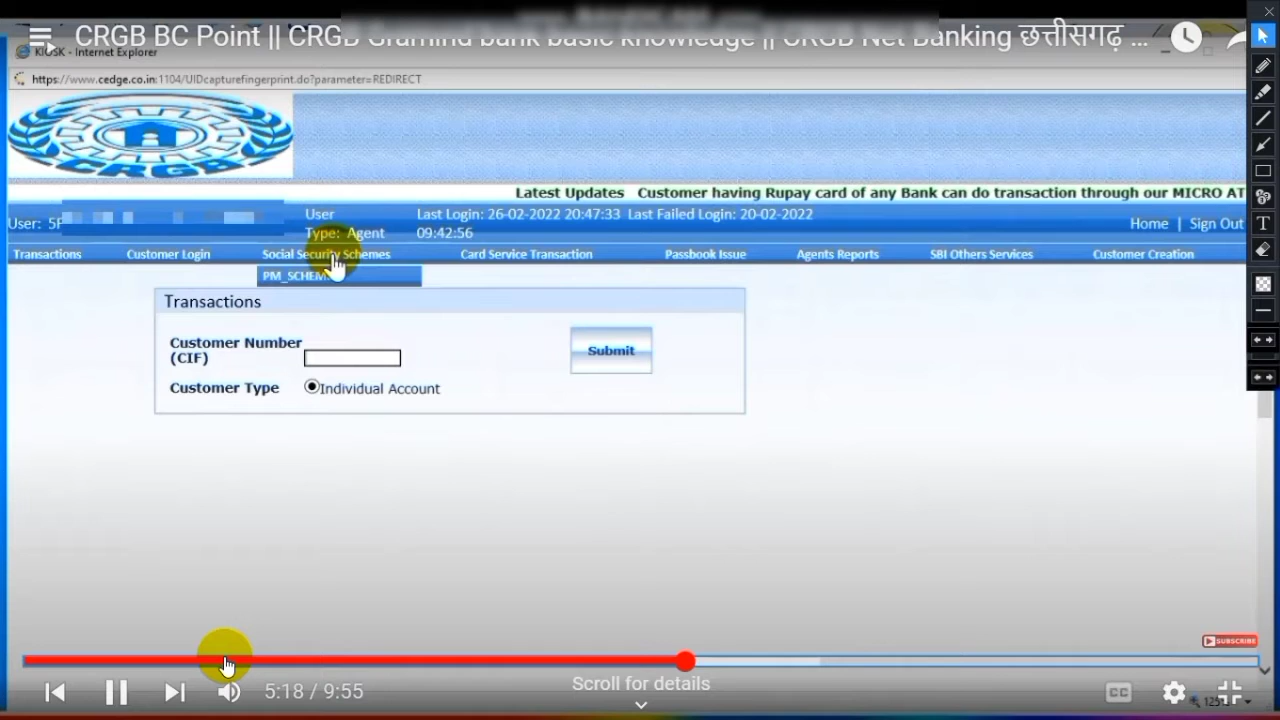 CRGB BC Point || CRGB Gramind bank basic knowledge || CRGB Net Banking छत्तीसगढ़ ...
KIOSK - Internet Explorer
https://www.cedge.co.in:1104/UIDcapturefingerprint.do?parameter=REDIRECT
CRGB
Latest Updates Customer having Rupay card of any Bank can do transaction through our MICRO AT
User: 5F User Last Login: 26-02-2022 20:47:33 Last Failed Login: 20-02-2022
Type: Agent 09:42:56
Home | Sign Out
Transactions Customer Login Social Security Schemes Card Service Transaction Passbook Issue Agents Reports SBI Others Services Customer Creation
PM_SCHEM
Transactions
Customer Number
(CIF)
Submit
Customer Type Individual Account
SUBSCRIBE
5:18 / 9:55
Scroll for details
CC